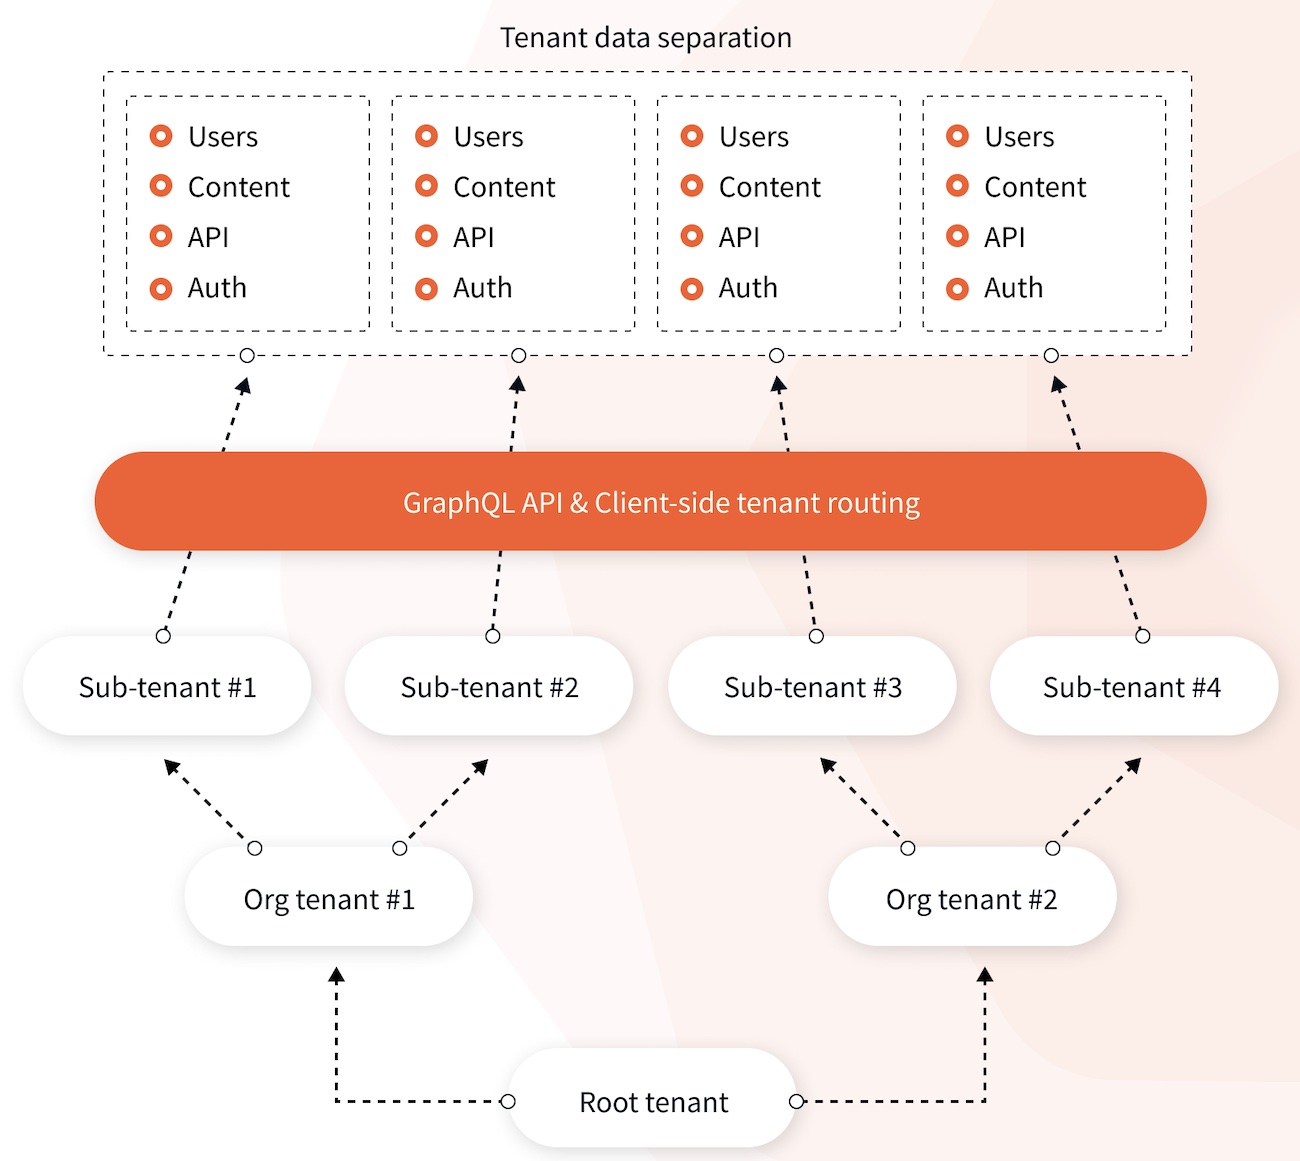 Tenant data separation
Users
Content
API
Auth
Users
Content
API
Auth
Users
Content
API
Auth
Users
Content
API
Auth
GraphQL API & Client-side tenant routing
Sub-tenant #1
Sub-tenant #2
Sub-tenant #3
Sub-tenant #4
Org tenant #1
Org tenant #2
Root tenant